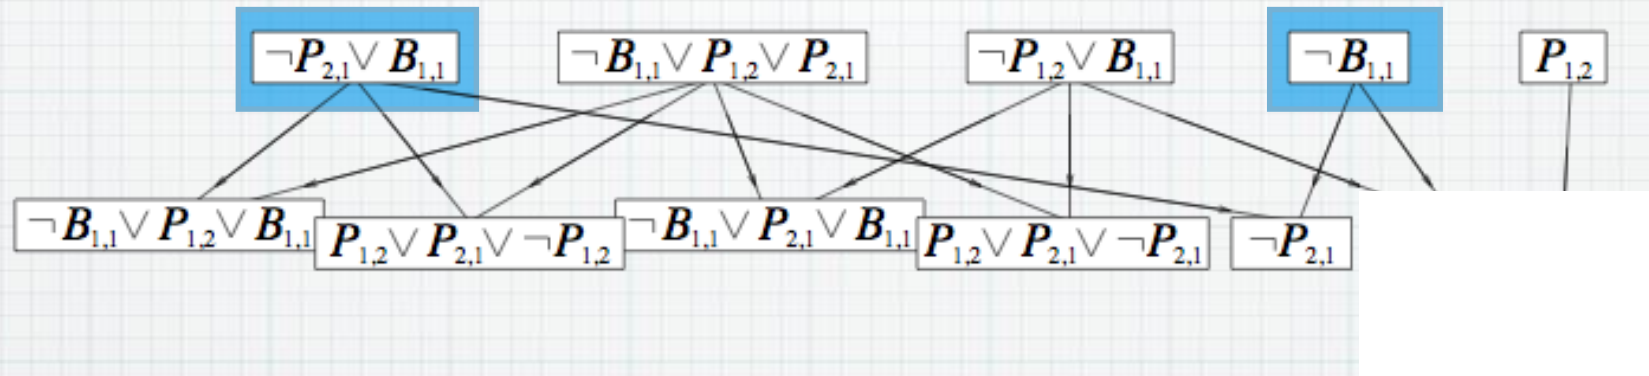 ¬P2,1 ∨ B1,1 ¬B1,1 ∨ P1,2 ∨ P2,1 ¬P1,2 ∨ B1,1 ¬B1,1 P1,2
¬B1,1 ∨ P1,2 ∨ B1,1 P1,2 ∨ P2,1 ∨ ¬P1,2 ¬B1,1 ∨ P2,1 ∨ B1,1 P1,2 ∨ P2,1 ∨ ¬P2,1 ¬P2,1